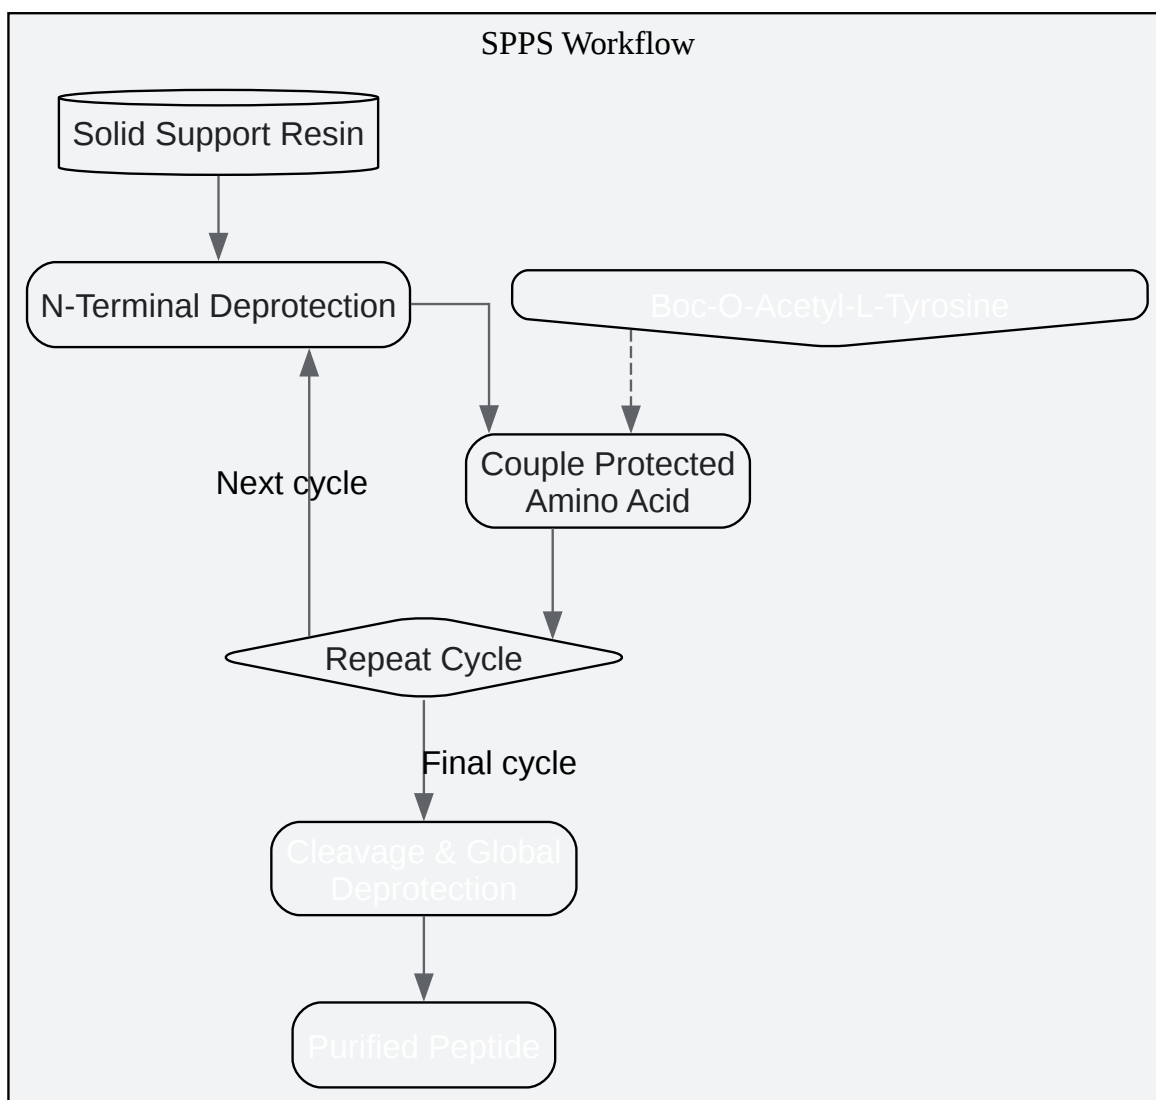 SPPS Workflow
Solid Support Resin
N-Terminal Deprotection
Boc-O-Acetyl-L-Tyrosine
Couple Protected
Amino Acid
Next cycle
Repeat Cycle
Final cycle
Cleavage & Global
Deprotection
Purified Peptide